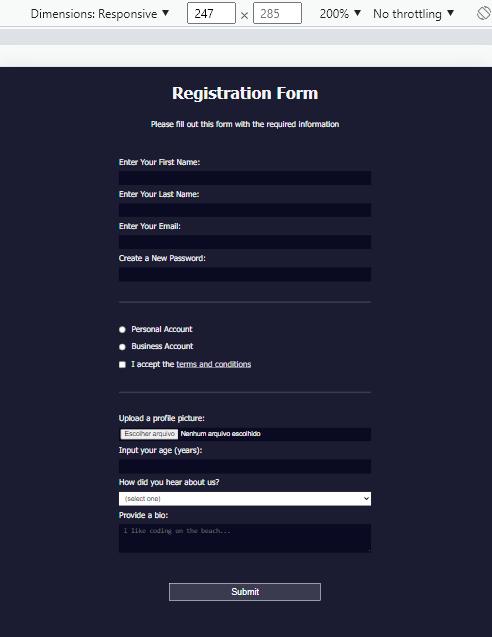 Dimensions: Responsive ▼ 247 × 285 200% ▼ No throttling ▼
Registration Form
Please fill out this form with the required information
Enter Your First Name:
Enter Your Last Name:
Enter Your Email:
Create a New Password:
Personal Account
Business Account
I accept the terms and conditions
Upload a profile picture:
Escolher arquivo Nenhum arquivo escolhido
Input your age (years):
How did you hear about us?
(select one)
Provide a bio:
I like coding on the beach...
Submit